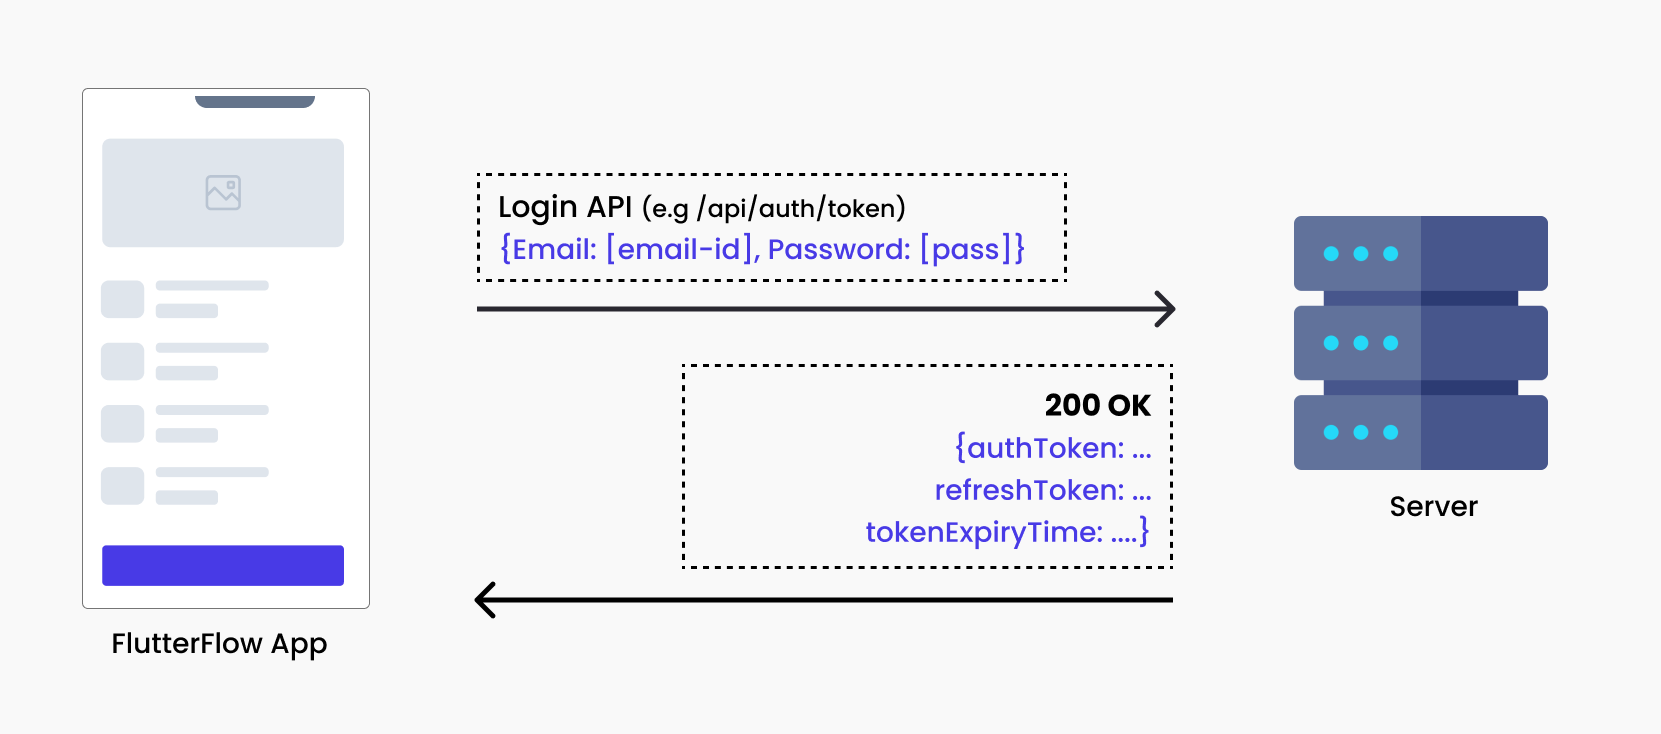 Login API (e.g /api/auth/token)
{Email: [email-id], Password: [pass]}
200 OK
{authToken: ...
refreshToken: ...
tokenExpiryTime: ....}
Server
FlutterFlow App